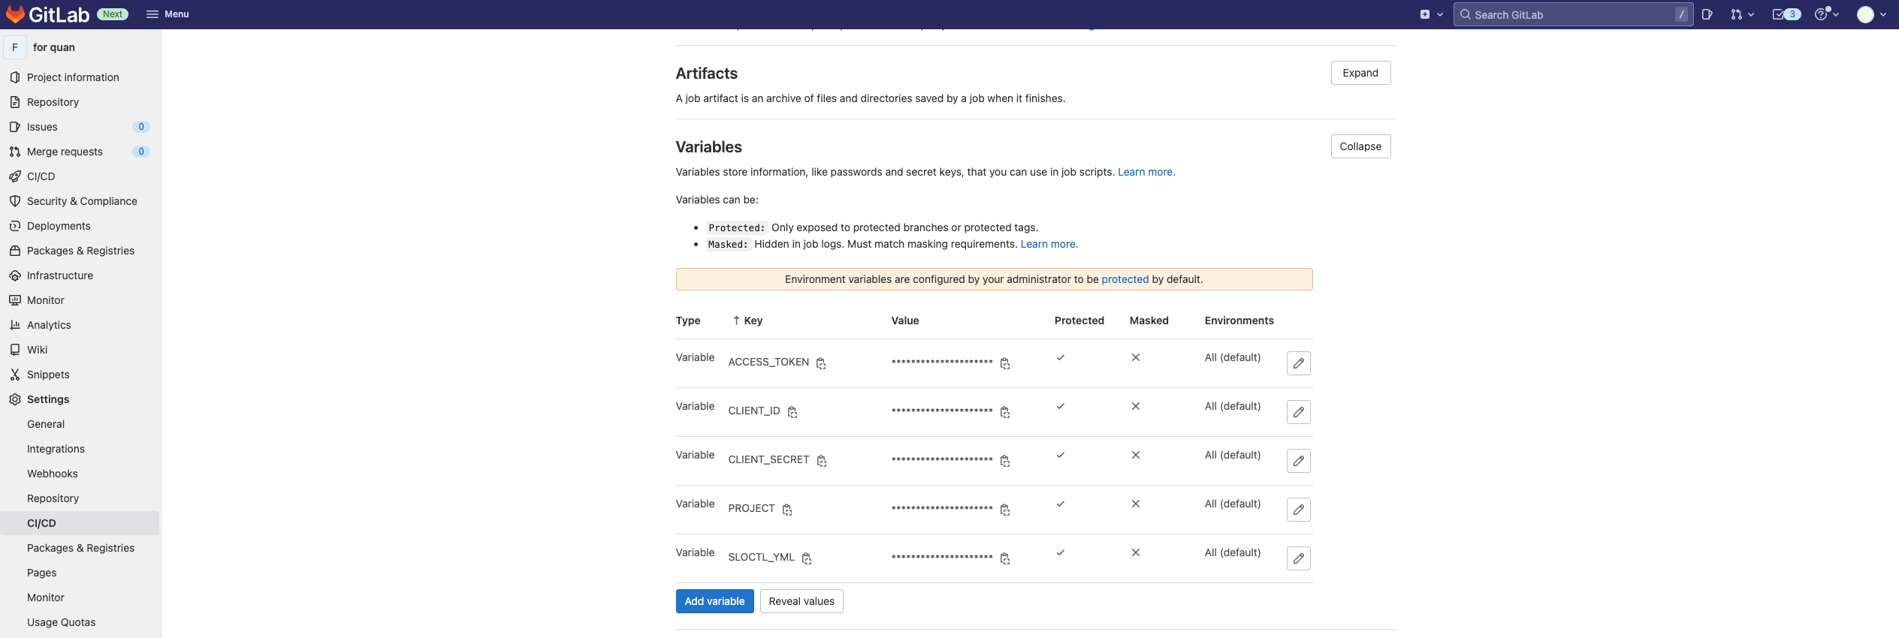 GitLab Next Menu Search GitLab / 3
F for quan
Project information
Repository
Issues 0
Merge requests 0
CI/CD
Security & Compliance
Deployments
Packages & Registries
Infrastructure
Monitor
Analytics
Wiki
Snippets
Settings
General
Integrations
Webhooks
Repository
CI/CD
Packages & Registries
Pages
Monitor
Usage Quotas
Artifacts Expand
A job artifact is an archive of files and directories saved by a job when it finishes.
Variables Collapse
Variables store information, like passwords and secret keys, that you can use in job scripts. Learn more.
Variables can be:
• Protected: Only exposed to protected branches or protected tags.
• Masked: Hidden in job logs. Must match masking requirements. Learn more.
Environment variables are configured by your administrator to be protected by default.
Type ↑ Key Value Protected Masked Environments
Variable ACCESS_TOKEN ********************* ✓ ✕ All (default)
Variable CLIENT_ID ********************* ✓ ✕ All (default)
Variable CLIENT_SECRET ********************* ✓ ✕ All (default)
Variable PROJECT ********************* ✓ ✕ All (default)
Variable SLOCTL_YML ********************* ✓ ✕ All (default)
Add variable Reveal values